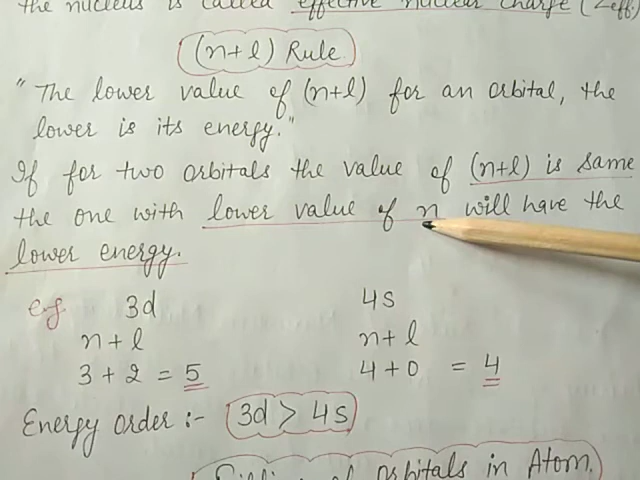 the nucleus is called effective nuclear charge (Zeff.)
(n+l) Rule
"The lower value of (n+l) for an orbital, the
lower is its energy."
If for two orbitals the value of (n+l) is same
the one with lower value of n will have the
lower energy.
e.g 3d 4s
n+l n+l
3+2 = 5 4+0 = 4
Energy order :- 3d > 4s
Filling of orbitals in Atom.